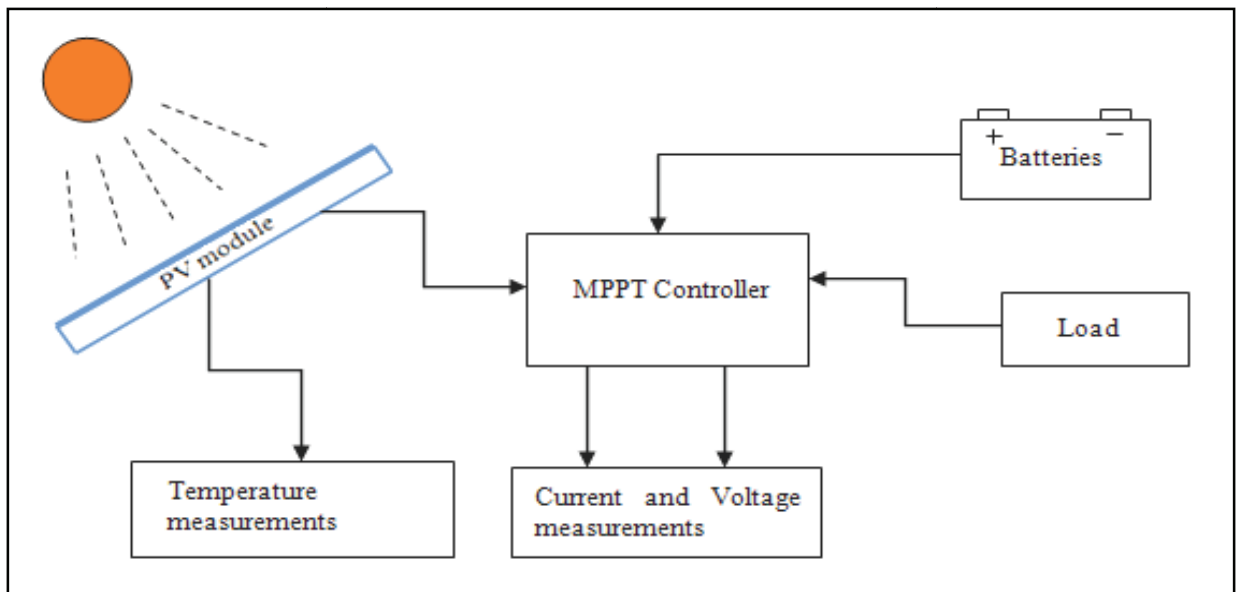 + −
Batteries
PV module
MPPT Controller
Load
Temperature
measurements
Current and Voltage
measurements